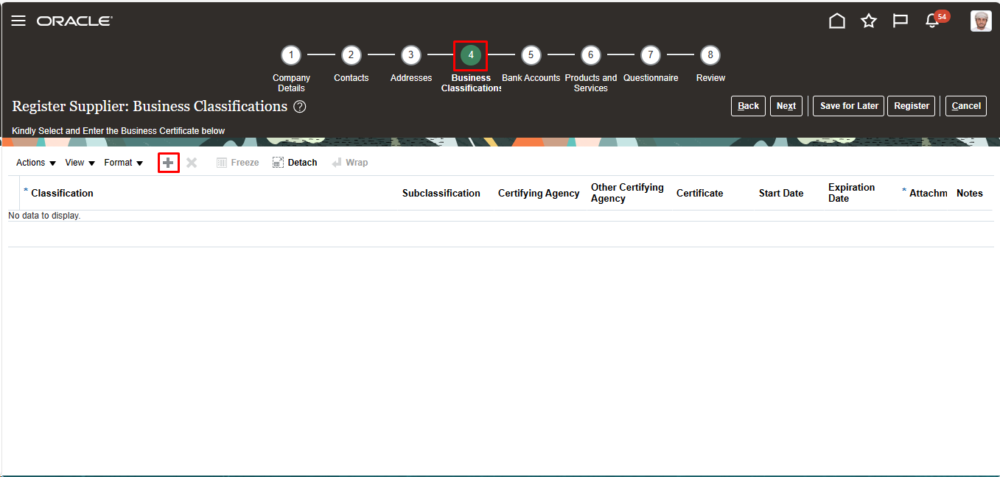 ORACLE
54
1 2 3 4 5 6 7 8
Company Contacts Addresses Business Bank Accounts Products and Questionnaire Review
Details Classifications Services
Register Supplier: Business Classifications ?
Back Next Save for Later Register Cancel
Kindly Select and Enter the Business Certificate below
Actions View Format Freeze Detach Wrap
* Classification Subclassification Certifying Agency Other Certifying Agency Certificate Start Date Expiration Date * Attachm Notes
No data to display.